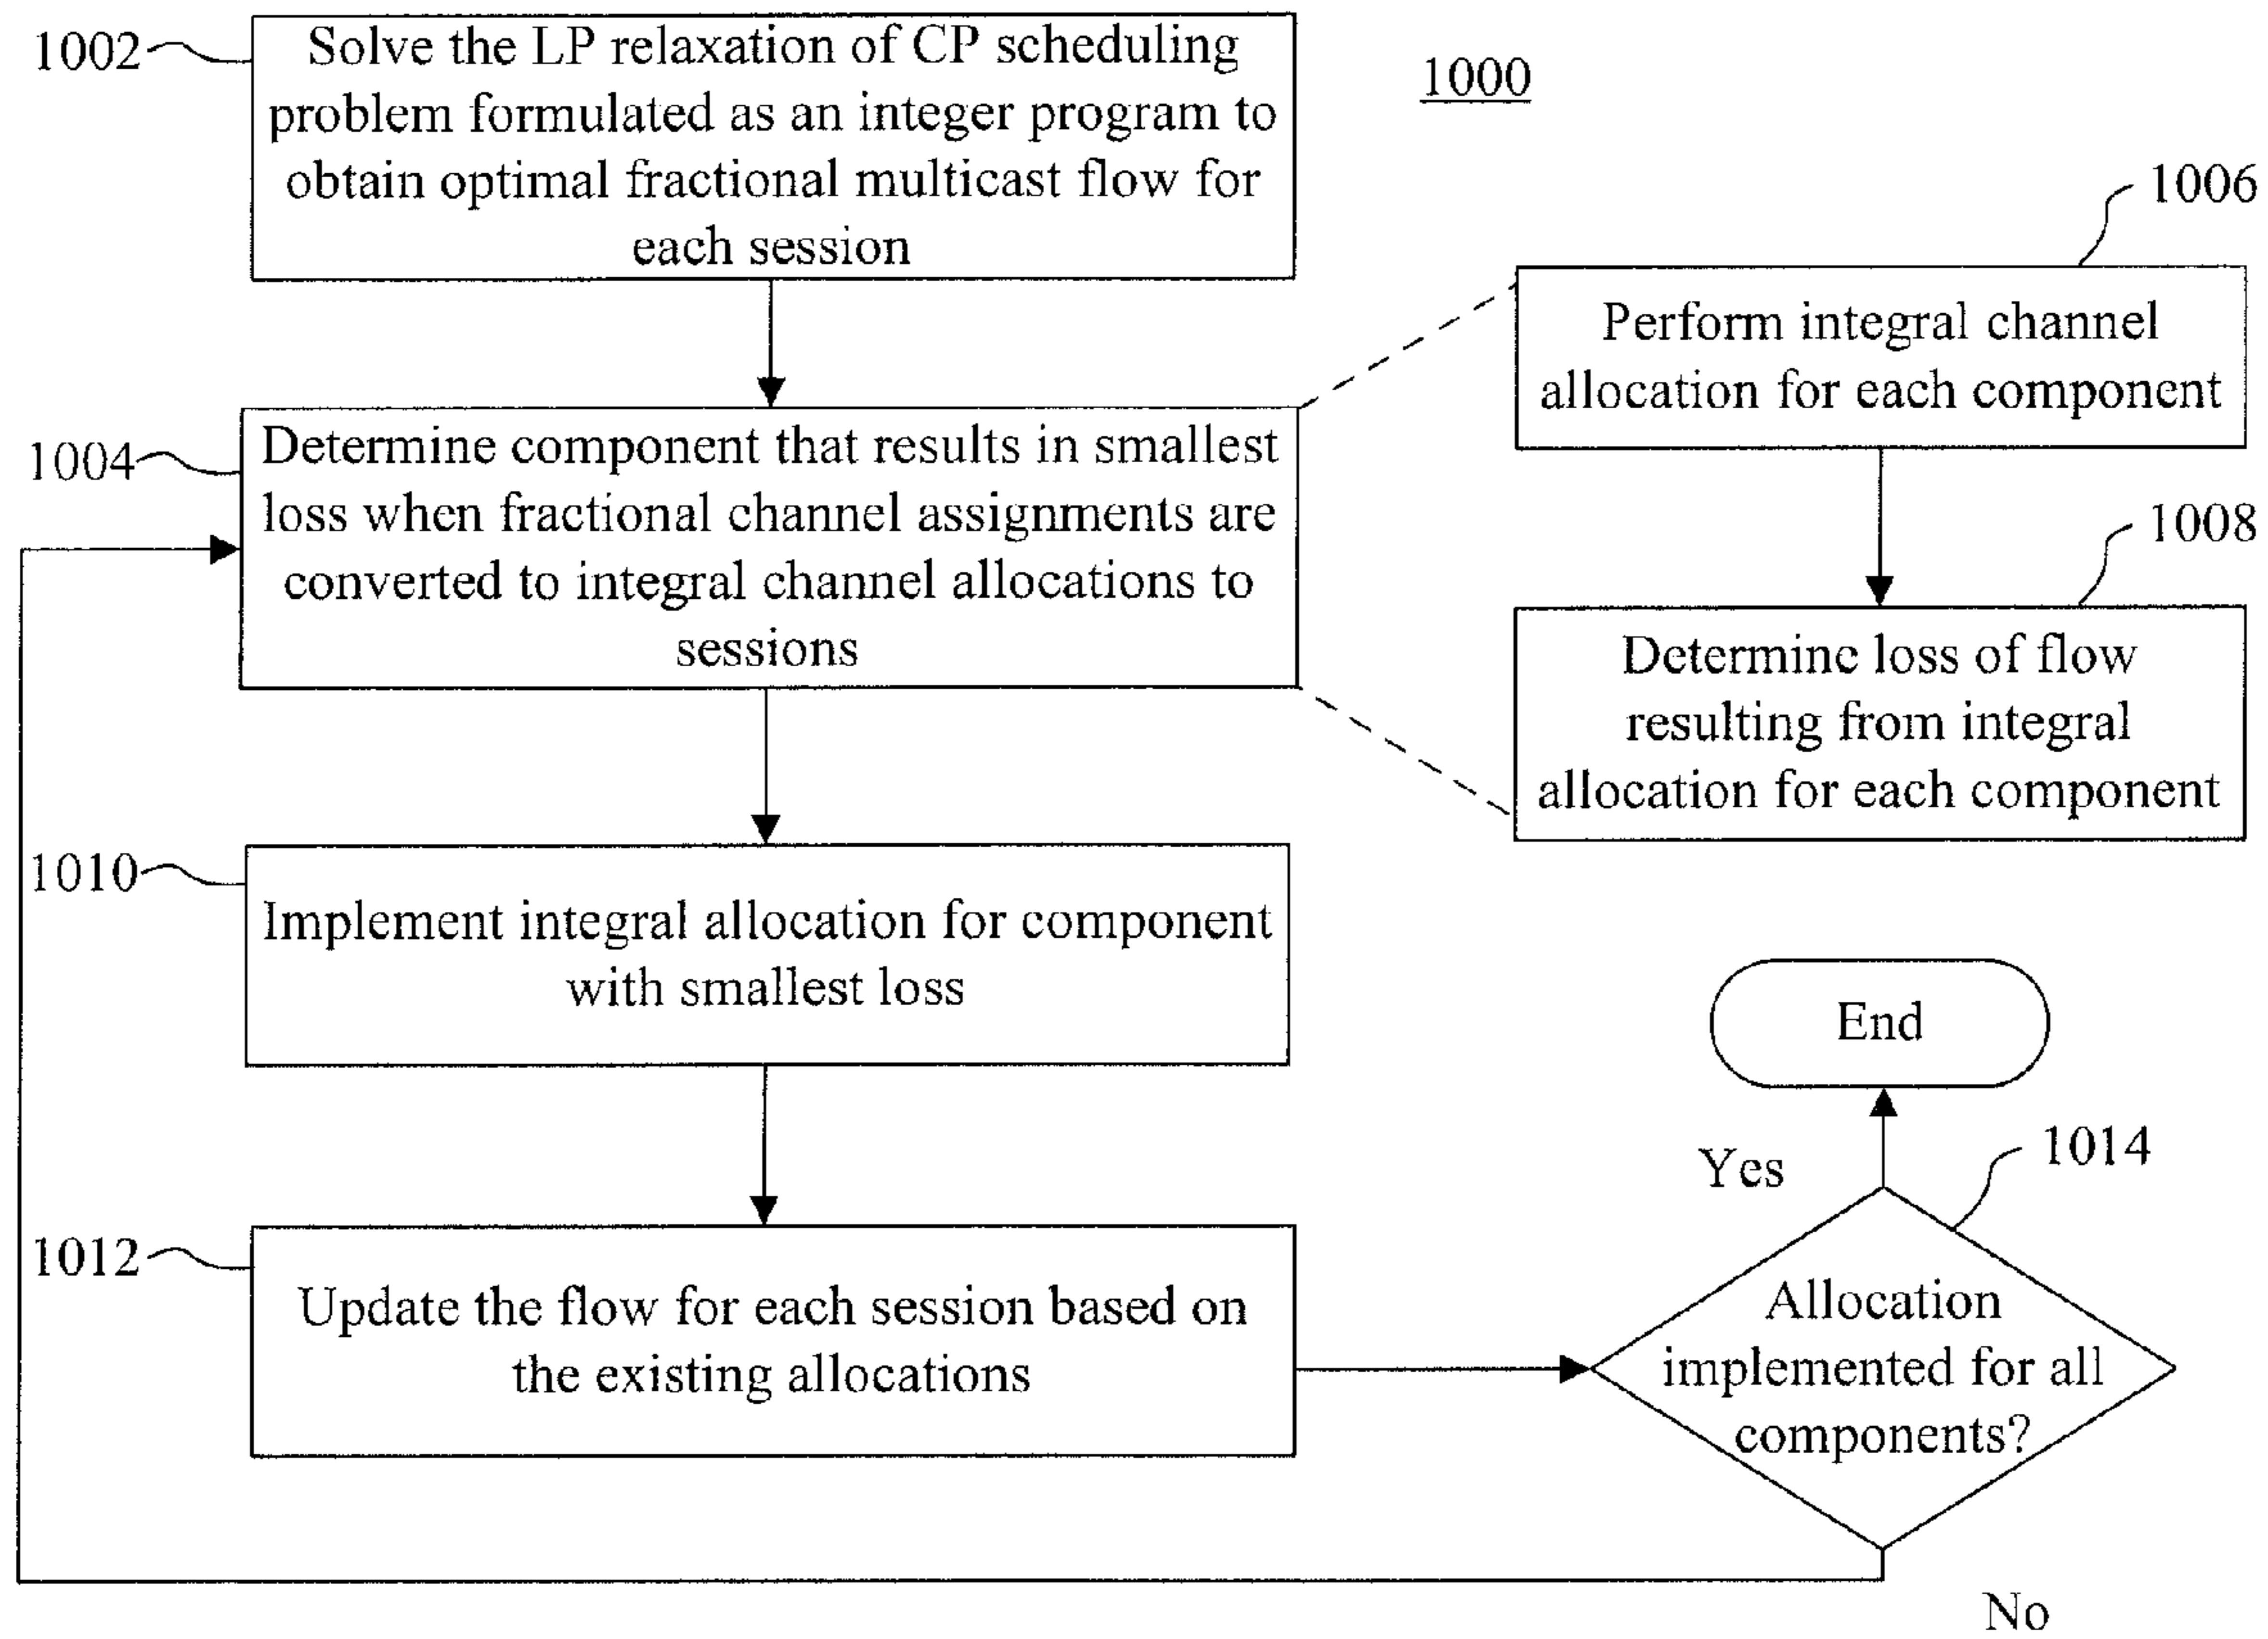 1002
Solve the LP relaxation of CP scheduling
problem formulated as an integer program to
obtain optimal fractional multicast flow for
each session
1000
1006
Perform integral channel
allocation for each component
1004
Determine component that results in smallest
loss when fractional channel assignments are
converted to integral channel allocations to
sessions
1008
Determine loss of flow
resulting from integral
allocation for each component
1010
Implement integral allocation for component
with smallest loss
End
Yes
1014
1012
Update the flow for each session based on
the existing allocations
Allocation
implemented for all
components?
No